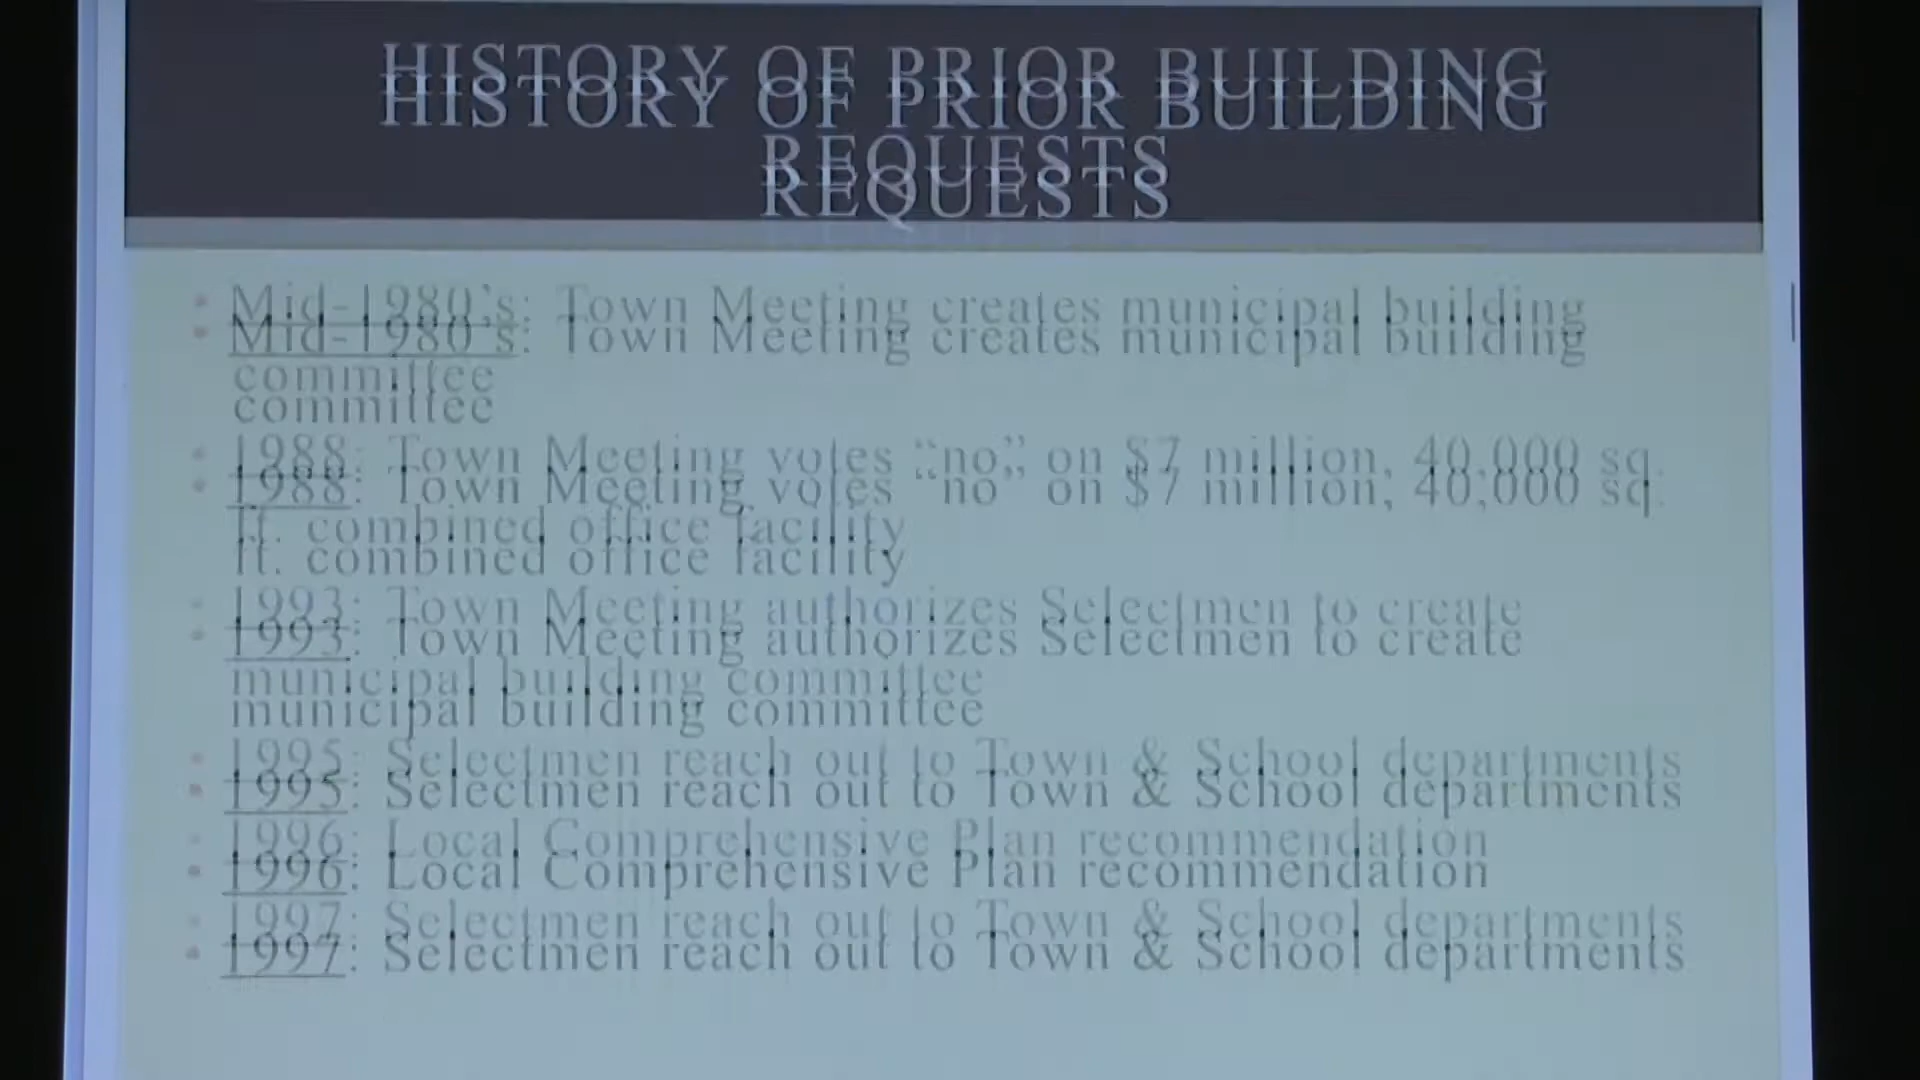 HISTORY OF PRIOR BUILDING
REQUESTS
• Mid-1980's: Town Meeting creates municipal building
committee
• 1988: Town Meeting votes “no” on $7 million, 40,000 sq.
ft. combined office facility
• 1993: Town Meeting authorizes Selectmen to create
municipal building committee
• 1995: Selectmen reach out to Town & School departments
• 1996: Local Comprehensive Plan recommendation
• 1997: Selectmen reach out to Town & School departments